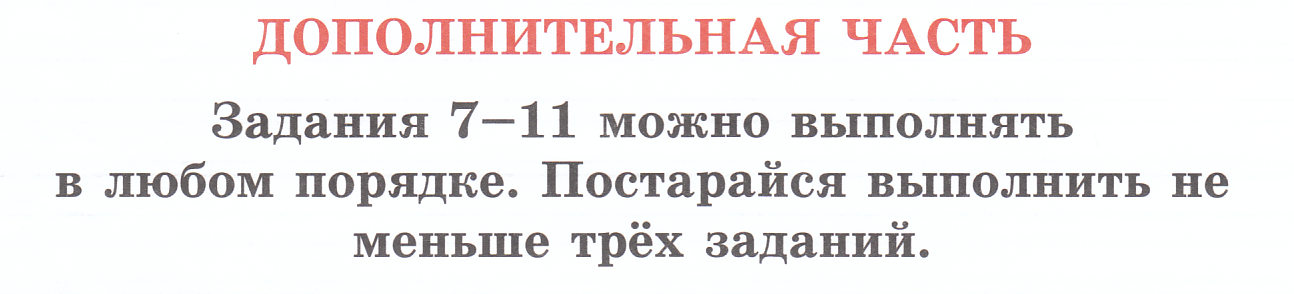 ДОПОЛНИТЕЛЬНАЯ ЧАСТЬ
Задания 7—11 можно выполнять
в любом порядке. Постарайся выполнить не
меньше трёх заданий.